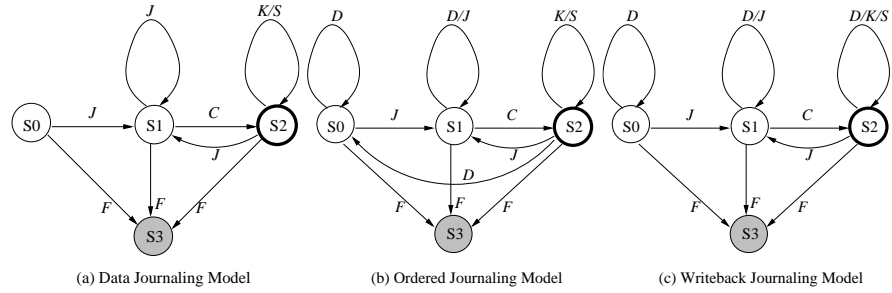 J K/S D D/J K/S D D/J D/K/S
J C J C J C
S0 S1 S2 S0 S1 S2 S0 S1 S2
J J J
D
F F F F F F F F F
S3 S3 S3
(a) Data Journaling Model (b) Ordered Journaling Model (c) Writeback Journaling Model